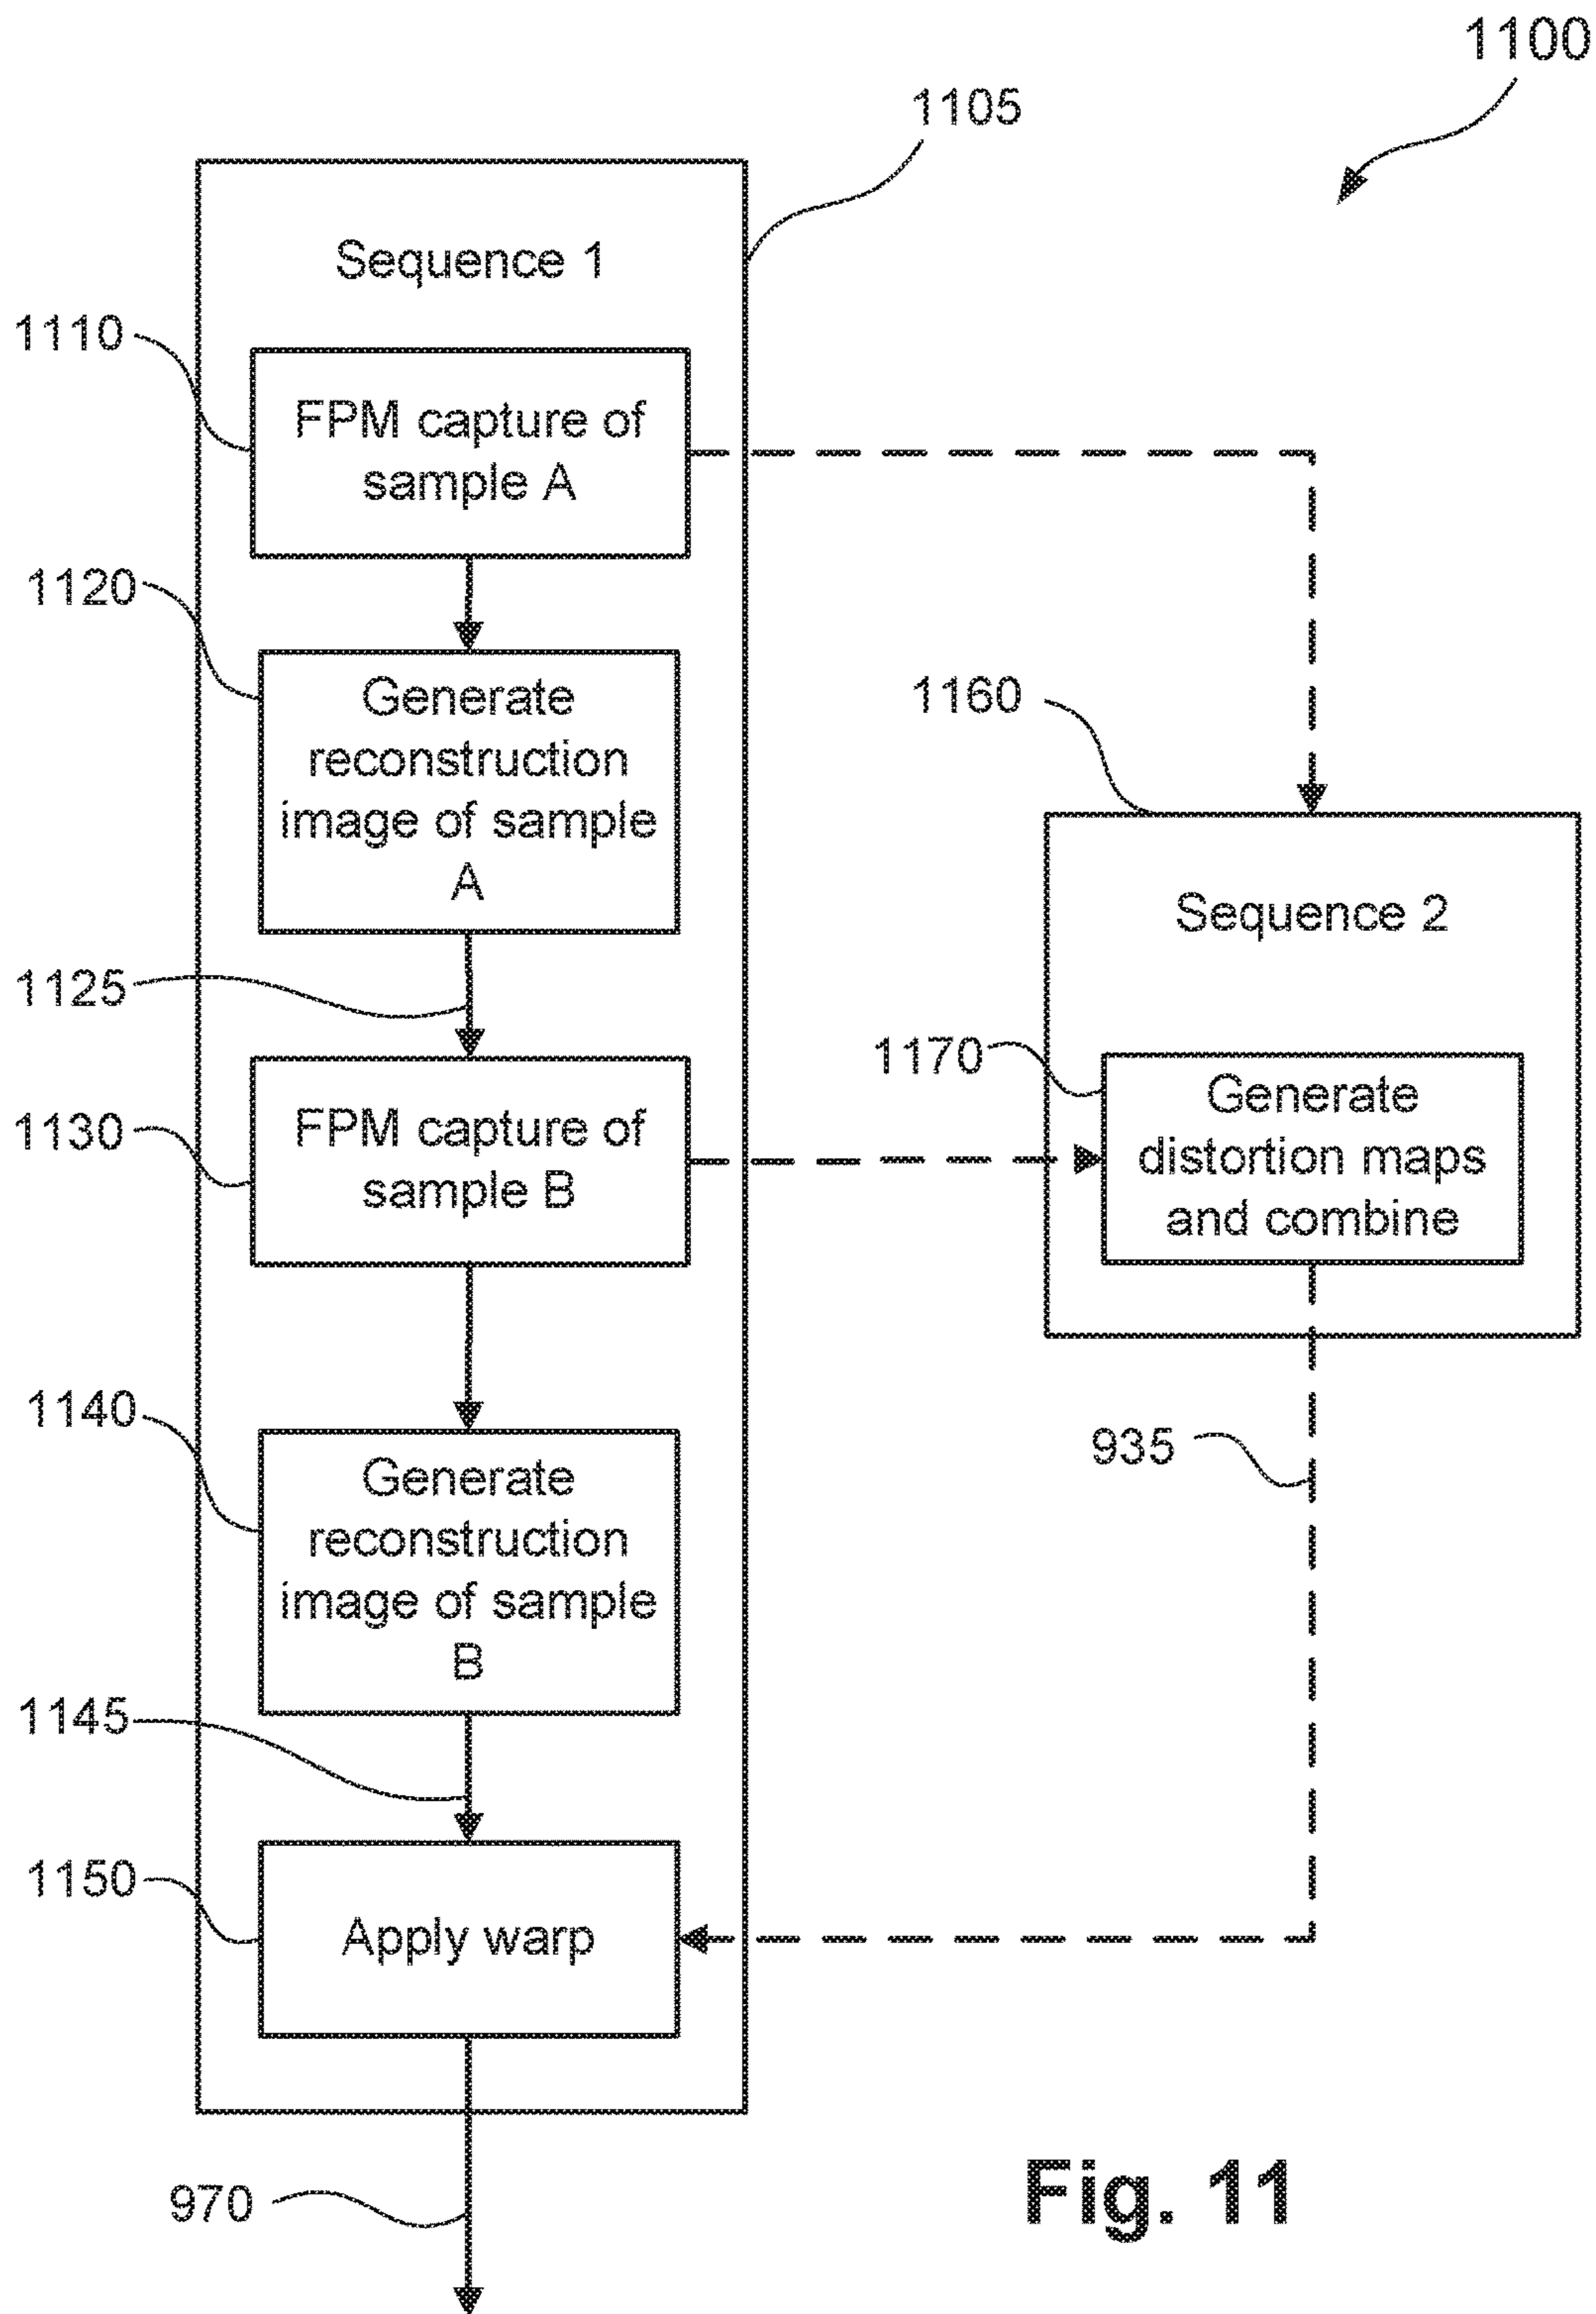 1100
1105
Sequence 1
1110
FPM capture of
sample A
1120
Generate
reconstruction
image of sample
A
1160
Sequence 2
1125
1170
Generate
distortion maps
and combine
1130
FPM capture of
sample B
1140
Generate
reconstruction
image of sample
B
935
1145
1150
Apply warp
970
Fig. 11